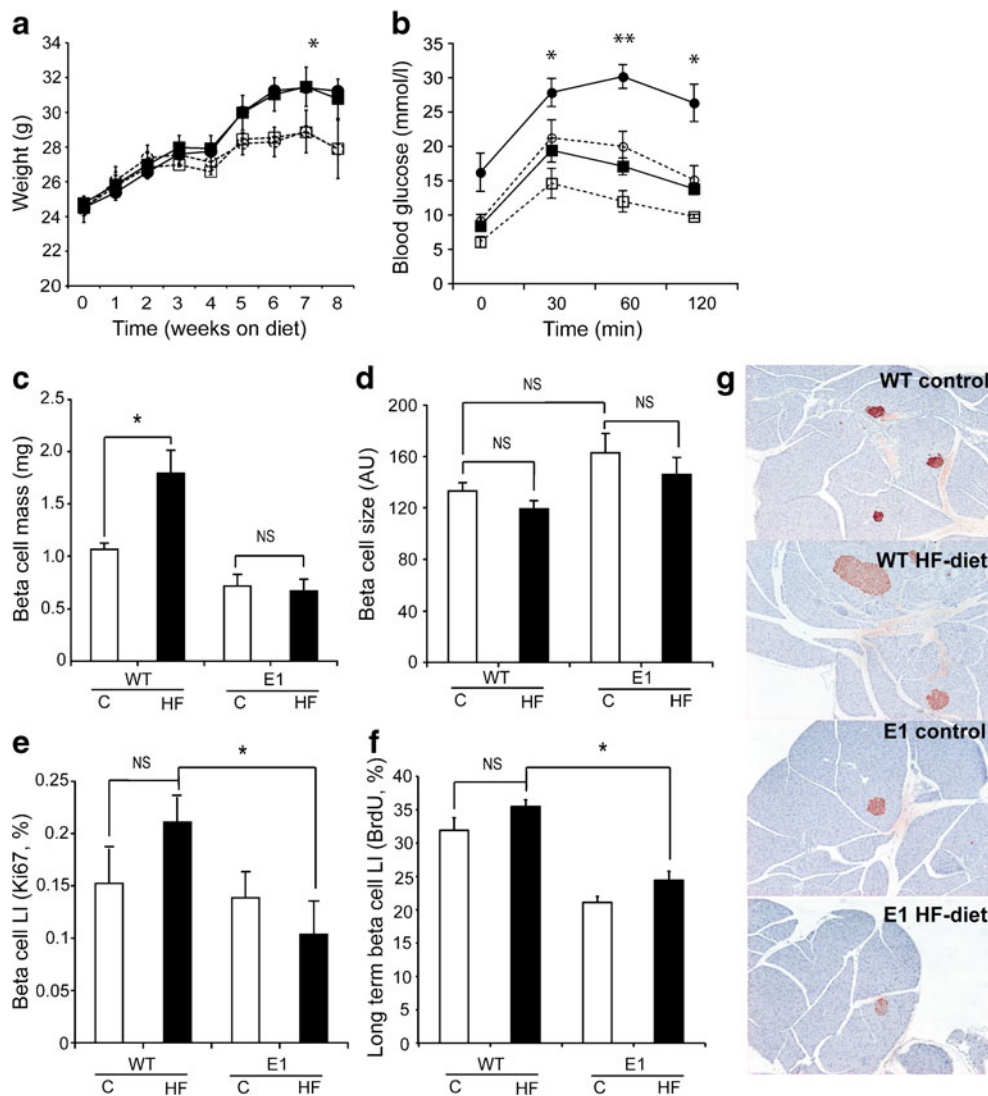 a
*
Weight (g)
34
32
30
28
26
24
22
20
0 1 2 3 4 5 6 7 8
Time (weeks on diet)
b
* ** *
Blood glucose (mmol/l)
35
30
25
20
15
10
5
0
0 30 60 120
Time (min)
c
*
NS
Beta cell mass (mg)
2.5
2.0
1.5
1.0
0.5
0
WT E1
C HF C HF
d
NS
NS
NS
Beta cell size (AU)
200
160
120
80
40
0
WT E1
C HF C HF
e
NS
*
Beta cell LI (Ki67, %)
0.25
0.2
0.15
0.1
0.05
0
WT E1
C HF C HF
f
NS
*
Long term beta cell LI (BrdU, %)
40
35
30
25
20
15
10
5
0
WT E1
C HF C HF
g
WT control
WT HF-diet
E1 control
E1 HF-diet